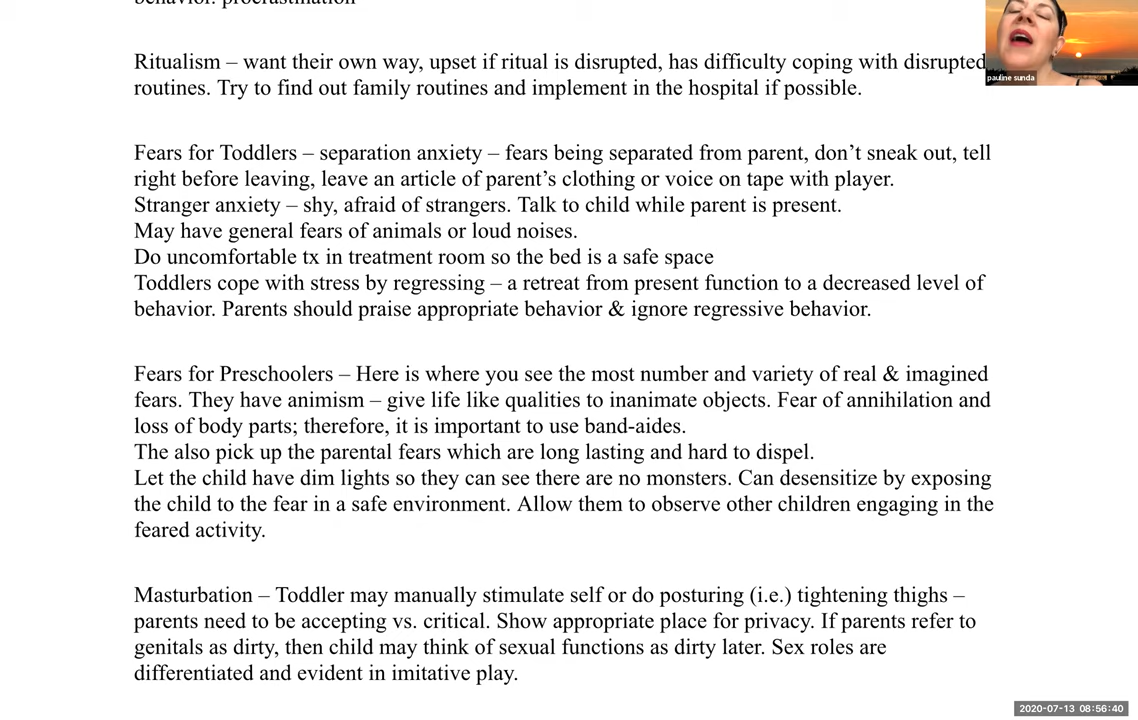 behavior. procrastination
Ritualism – want their own way, upset if ritual is disrupted, has difficulty coping with disrupted
routines. Try to find out family routines and implement in the hospital if possible.
Fears for Toddlers – separation anxiety – fears being separated from parent, don’t sneak out, tell
right before leaving, leave an article of parent’s clothing or voice on tape with player.
Stranger anxiety – shy, afraid of strangers. Talk to child while parent is present.
May have general fears of animals or loud noises.
Do uncomfortable tx in treatment room so the bed is a safe space
Toddlers cope with stress by regressing – a retreat from present function to a decreased level of
behavior. Parents should praise appropriate behavior & ignore regressive behavior.
Fears for Preschoolers – Here is where you see the most number and variety of real & imagined
fears. They have animism – give life like qualities to inanimate objects. Fear of annihilation and
loss of body parts; therefore, it is important to use band-aides.
The also pick up the parental fears which are long lasting and hard to dispel.
Let the child have dim lights so they can see there are no monsters. Can desensitize by exposing
the child to the fear in a safe environment. Allow them to observe other children engaging in the
feared activity.
Masturbation – Toddler may manually stimulate self or do posturing (i.e.) tightening thighs –
parents need to be accepting vs. critical. Show appropriate place for privacy. If parents refer to
genitals as dirty, then child may think of sexual functions as dirty later. Sex roles are
differentiated and evident in imitative play.
pauline sunda
2020-07-13 08:56:40